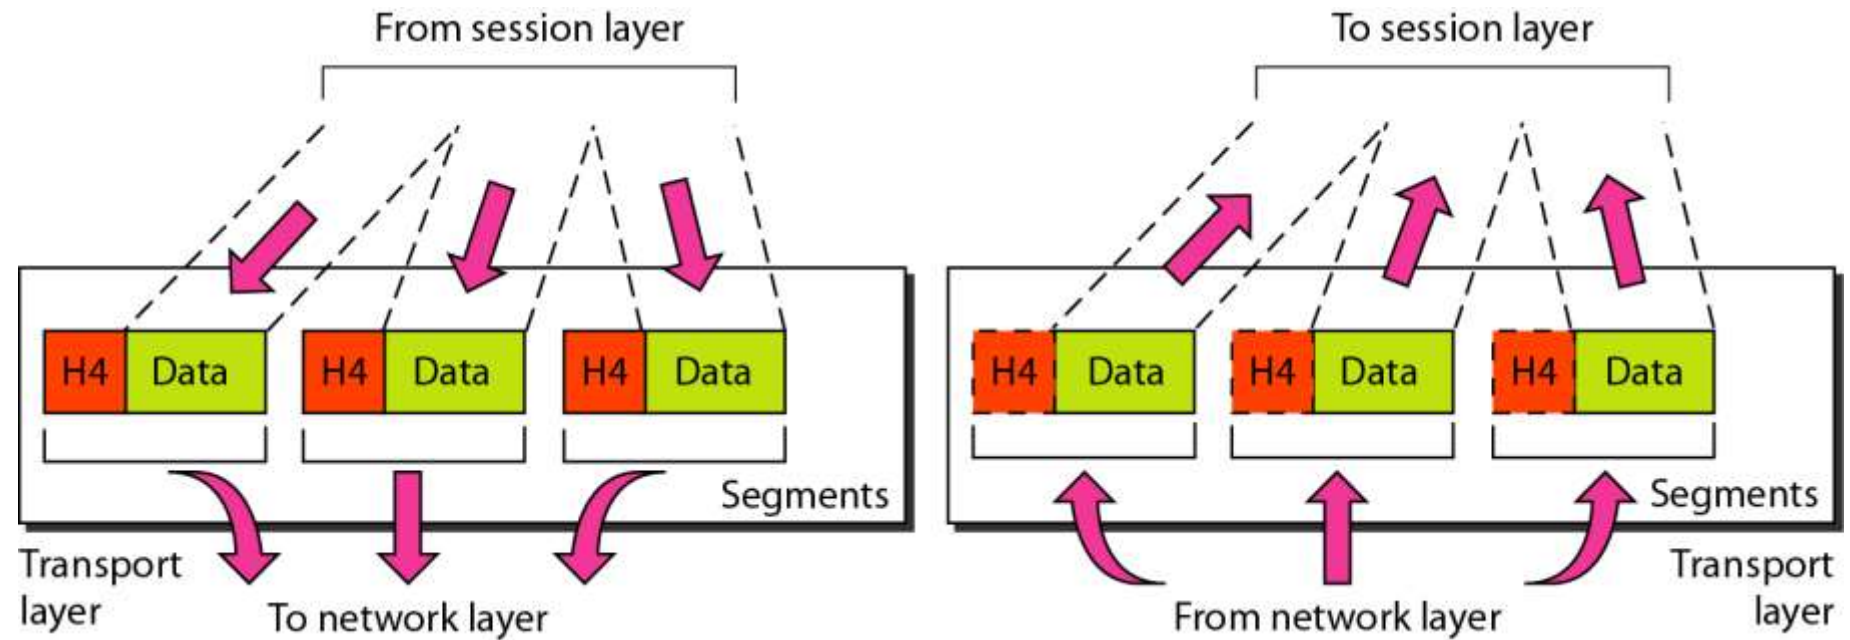 From session layer
To session layer
H4 Data H4 Data H4 Data
H4 Data H4 Data H4 Data
Segments
Segments
Transport
layer
To network layer
From network layer
Transport
layer